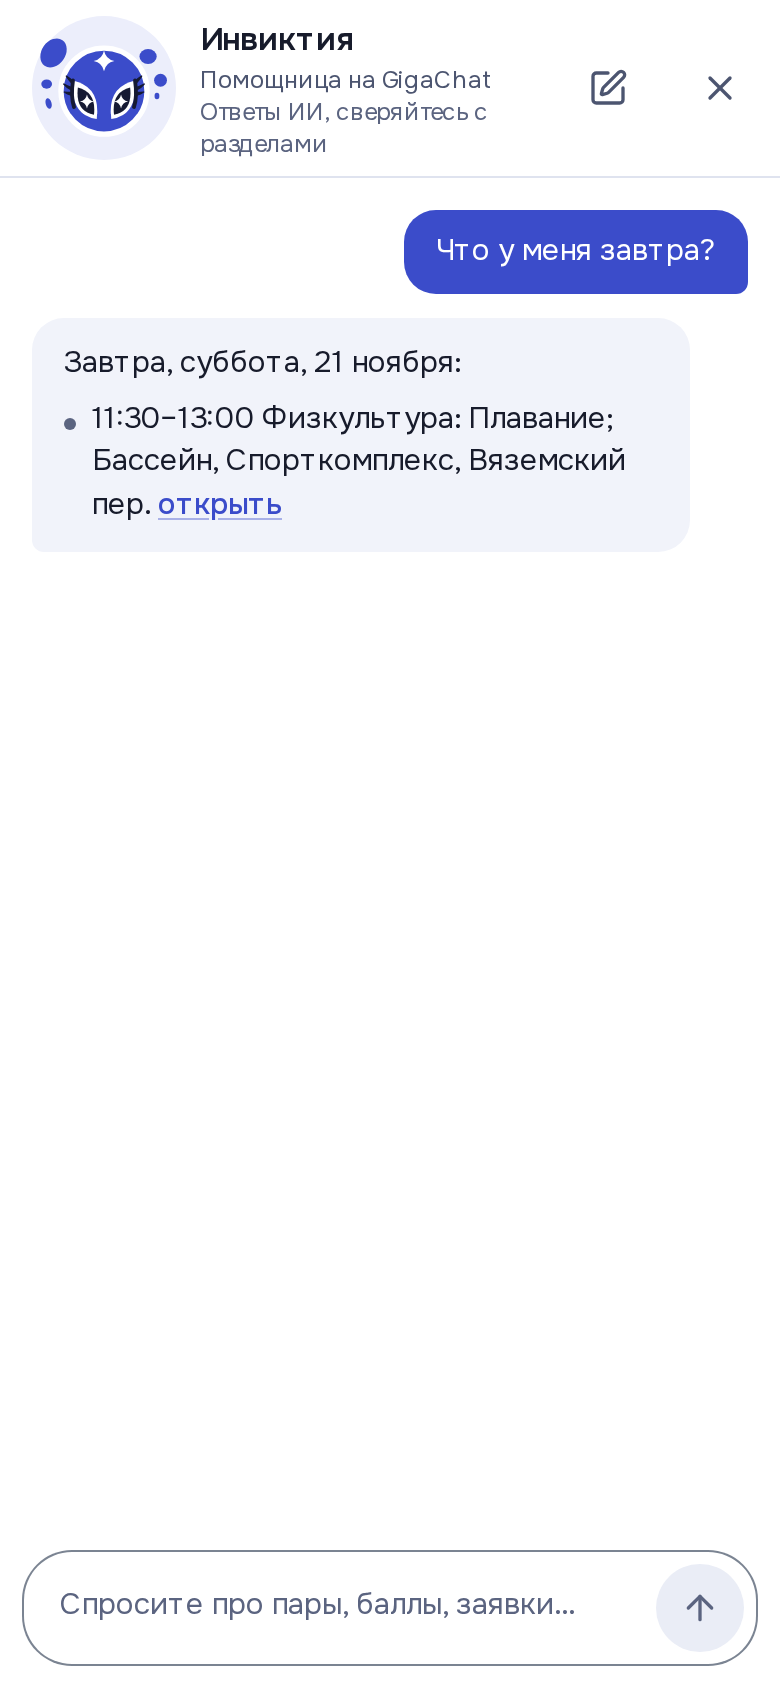 Инвиктия
Помощница на GigaChat
Ответы ИИ, сверяйтесь с
разделами
Что у меня завтра?
Завтра, суббота, 21 ноября:
11:30–13:00 Физкультура: Плавание;
Бассейн, Спорткомплекс, Вяземский
пер. открыть
Спросите про пары, баллы, заявки...